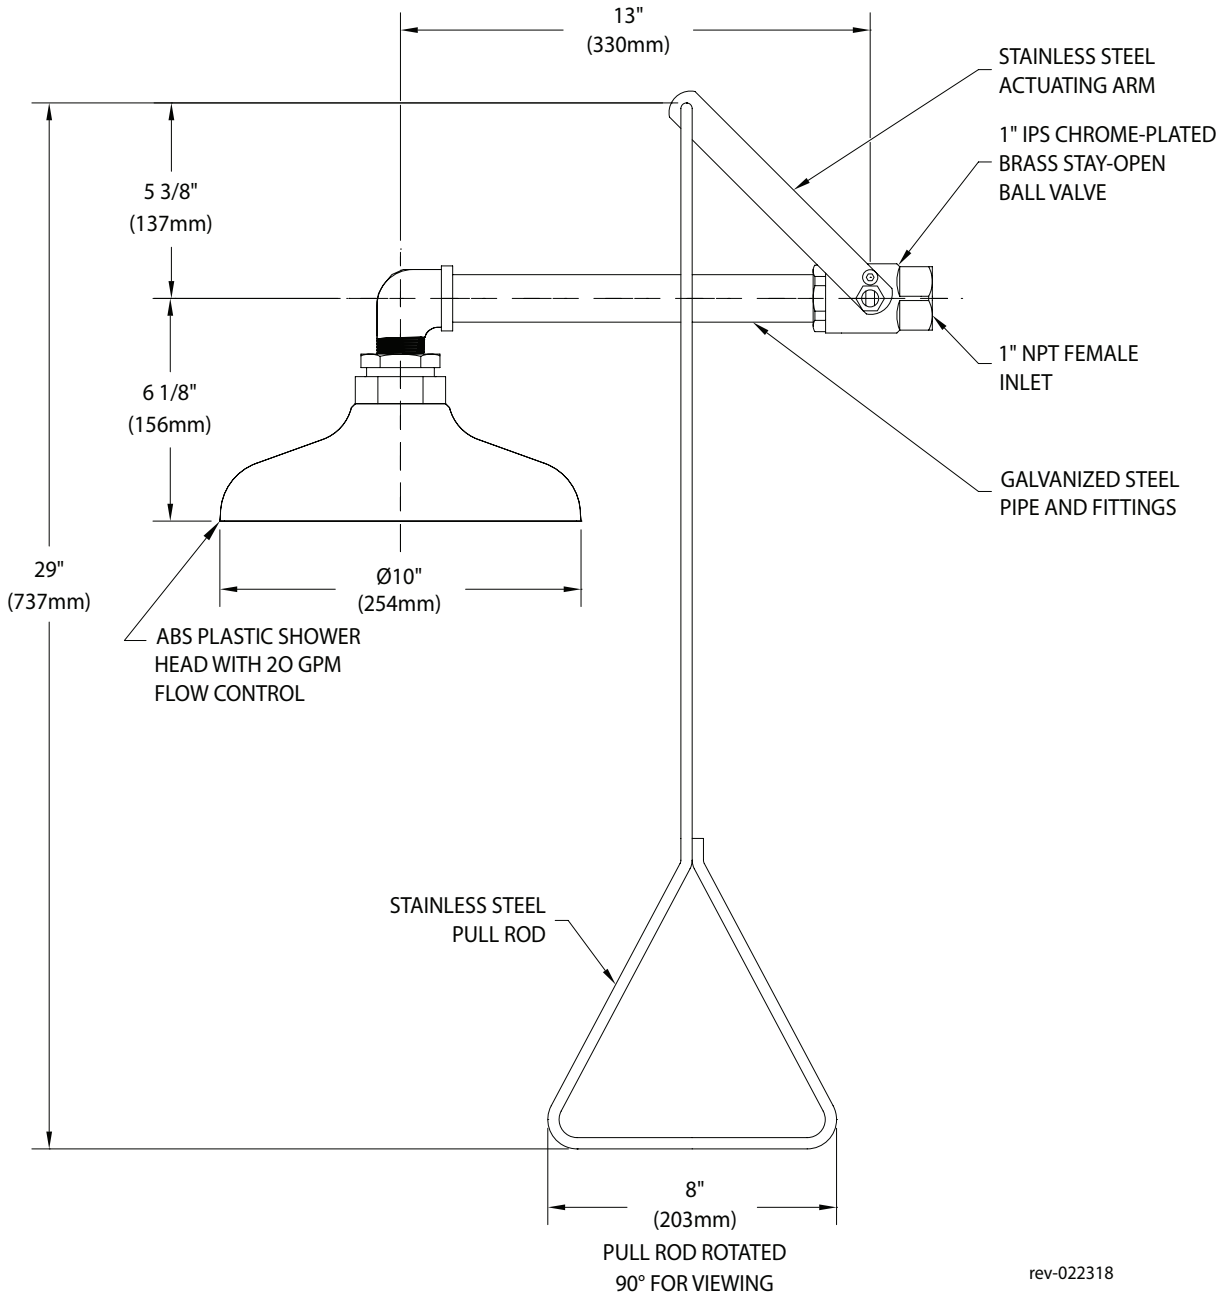 13"
(330mm)
STAINLESS STEEL
ACTUATING ARM
1" IPS CHROME-PLATED
BRASS STAY-OPEN
BALL VALVE
5 3/8"
(137mm)
1" NPT FEMALE
INLET
6 1/8"
(156mm)
GALVANIZED STEEL
PIPE AND FITTINGS
29"
(737mm)
Ø10"
(254mm)
ABS PLASTIC SHOWER
HEAD WITH 2O GPM
FLOW CONTROL
STAINLESS STEEL
PULL ROD
8"
(203mm)
PULL ROD ROTATED
90° FOR VIEWING
rev-022318